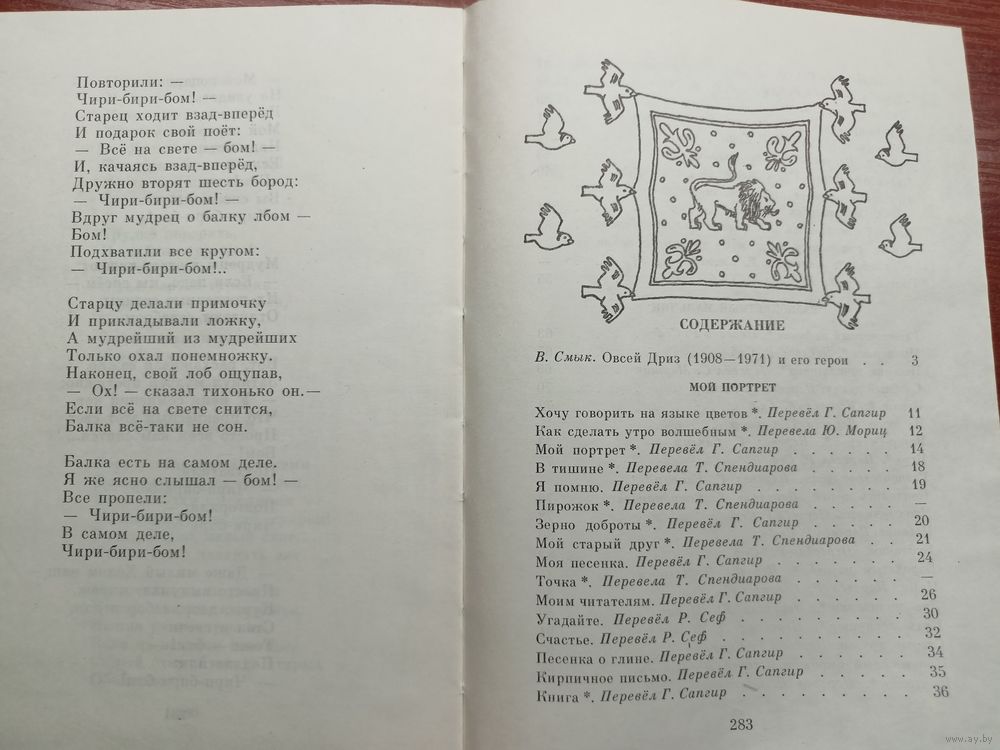 Повторили: —
Чири-бири-бом! —
Старец ходит взад-вперёд
И подарок свой поёт:
— Всё на свете — бом! —
И, качаясь взад-вперёд,
Дружно вторят шесть бород:
— Чири-бири-бом! —
Вдруг мудрец о балку лбом —
Бом!
Подхватили все кругом:
— Чири-бири-бом!..
Старцу делали примочку
И прикладывали ложку,
А мудрейший из мудрейших
Только охал понемножку.
Наконец, свой лоб ощупав,
— Ох! — сказал тихонько он. —
Если всё на свете снится,
Балка всё-таки не сон.
Балка есть на самом деле.
Я же ясно слышал — бом! —
Все пропели:
— Чири-бири-бом!
В самом деле,
Чири-бири-бом!
СОДЕРЖАНИЕ
В. Смык. Овсей Дриз (1908—1971) и его герои . . 3
МОЙ ПОРТРЕТ
Хочу говорить на языке цветов *. Перевёл Г. Сапгир 11
Как сделать утро волшебным *. Перевела Ю. Мориц 12
Мой портрет *. Перевёл Г. Сапгир . . . . . . 14
В тишине *. Перевела Т. Спендиарова . . . . . 18
Я помню. Перевёл Г. Сапгир . . . . . . . 19
Пирожок *. Перевела Т. Спендиарова . . . . . —
Зерно доброты *. Перевёл Г. Сапгир . . . . . 20
Мой старый друг *. Перевела Т. Спендиарова . . 21
Моя песенка. Перевёл Г. Сапгир . . . . . . 24
Точка *. Перевела Т. Спендиарова . . . . . . —
Моим читателям. Перевёл Г. Сапгир . . . . . . 26
Угадайте. Перевёл Р. Сеф . . . . . . . . 30
Счастье. Перевёл Р. Сеф . . . . . . . . . 32
Песенка о глине. Перевёл Г. Сапгир . . . . . . 34
Кирпичное письмо. Перевёл Г. Сапгир . . . . . 35
Книга *. Перевёл Г. Сапгир . . . . . . . . 36
283
www.ay.by